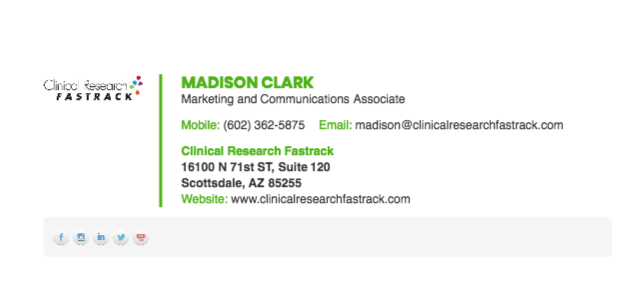 Clinical Research
FASTRACK
MADISON CLARK
Marketing and Communications Associate
Mobile: (602) 362-5875 Email: madison@clinicalresearchfastrack.com
Clinical Research Fastrack
16100 N 71st ST, Suite 120
Scottsdale, AZ 85255
Website: www.clinicalresearchfastrack.com